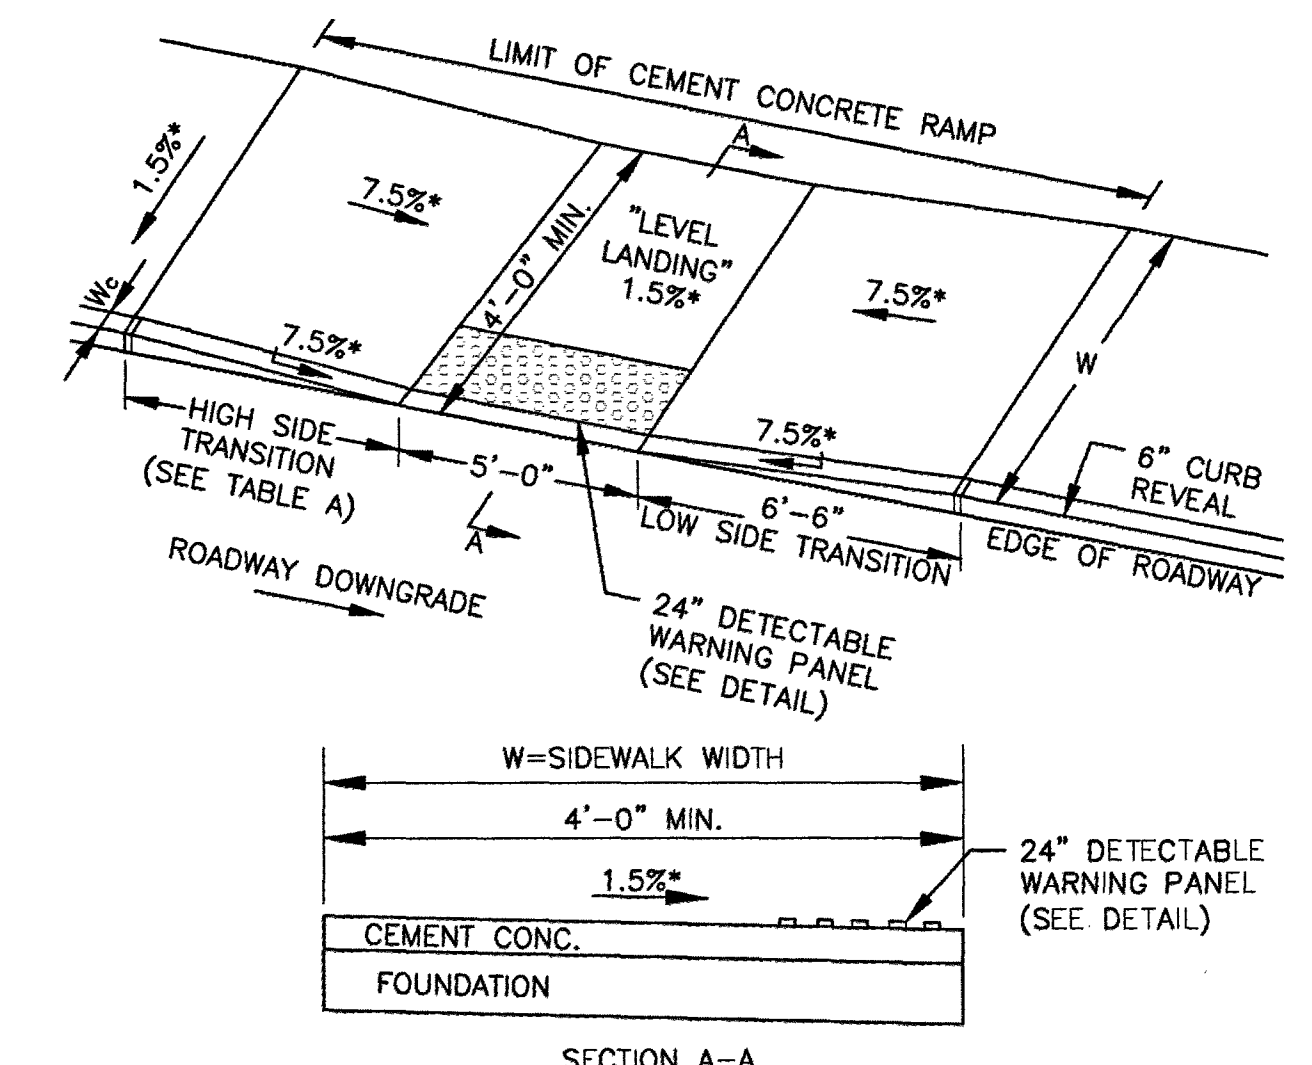 LIMIT OF CEMENT CONCRETE RAMP
A
1.5%*
7.5%*
4'-0" MIN.
"LEVEL
LANDING"
1.5%*
7.5%*
Wc
7.5%*
W
HIGH SIDE
TRANSITION
(SEE TABLE A)
5'-0"
7.5%*
6'-6"
LOW SIDE TRANSITION
6" CURB
REVEAL
EDGE OF ROADWAY
A
ROADWAY DOWNGRADE
24" DETECTABLE
WARNING PANEL
(SEE DETAIL)
W=SIDEWALK WIDTH
4'-0" MIN.
1.5%*
24" DETECTABLE
WARNING PANEL
(SEE DETAIL)
CEMENT CONC.
FOUNDATION
SECTION A-A